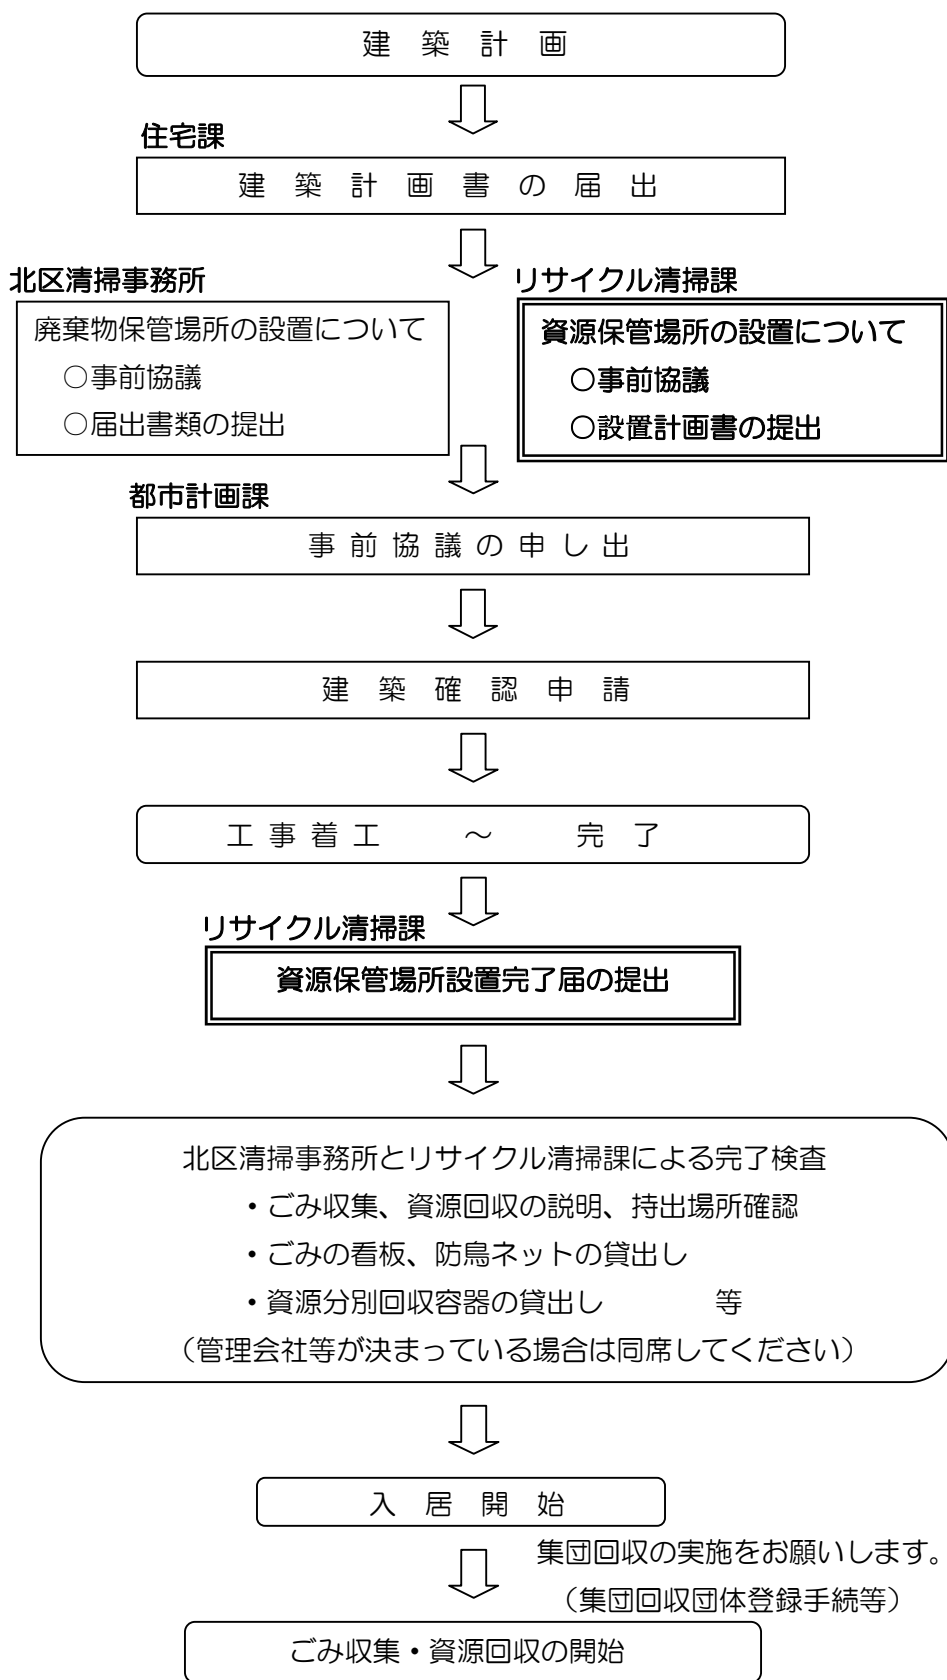 建築計画
住宅課
建築計画書の届出
北区清掃事務所
廃棄物保管場所の設置について
○事前協議
○届出書類の提出
リサイクル清掃課
資源保管場所の設置について
○事前協議
○設置計画書の提出
都市計画課
事前協議の申し出
建築確認申請
工事着工 ～ 完了
リサイクル清掃課
資源保管場所設置完了届の提出
北区清掃事務所とリサイクル清掃課による完了検査
・ごみ収集、資源回収の説明、持出場所確認
・ごみの看板、防鳥ネットの貸出し
・資源分別回収容器の貸出し 等
（管理会社等が決まっている場合は同席してください）
入居開始
集団回収の実施をお願いします。
（集団回収団体登録手続等）
ごみ収集・資源回収の開始